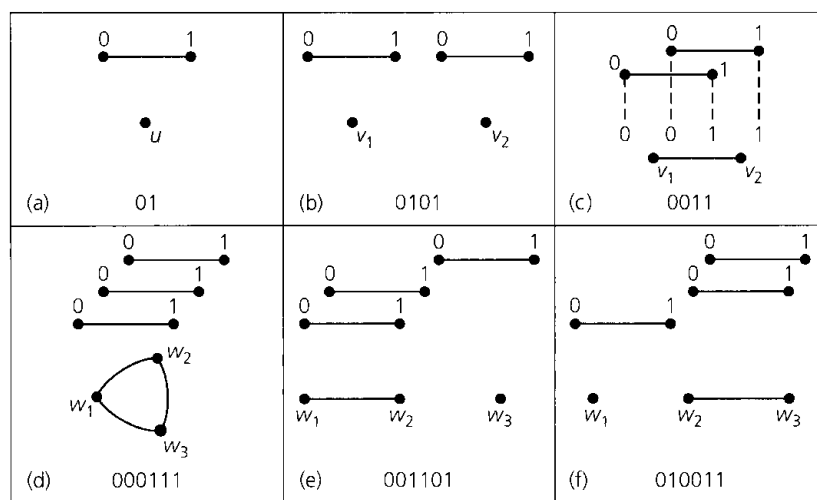 0 1
u
(a) 01
0 1 0 1
v1 v2
(b) 0101
0 1
0 1
0 0 1 1
v1 v2
(c) 0011
0 1
0 1
0 1
w2
w1
w3
(d) 000111
0 1
0 1
0 1
w1 w2 w3
(e) 001101
0 1
0 1
0 1
w1 w2 w3
(f) 010011